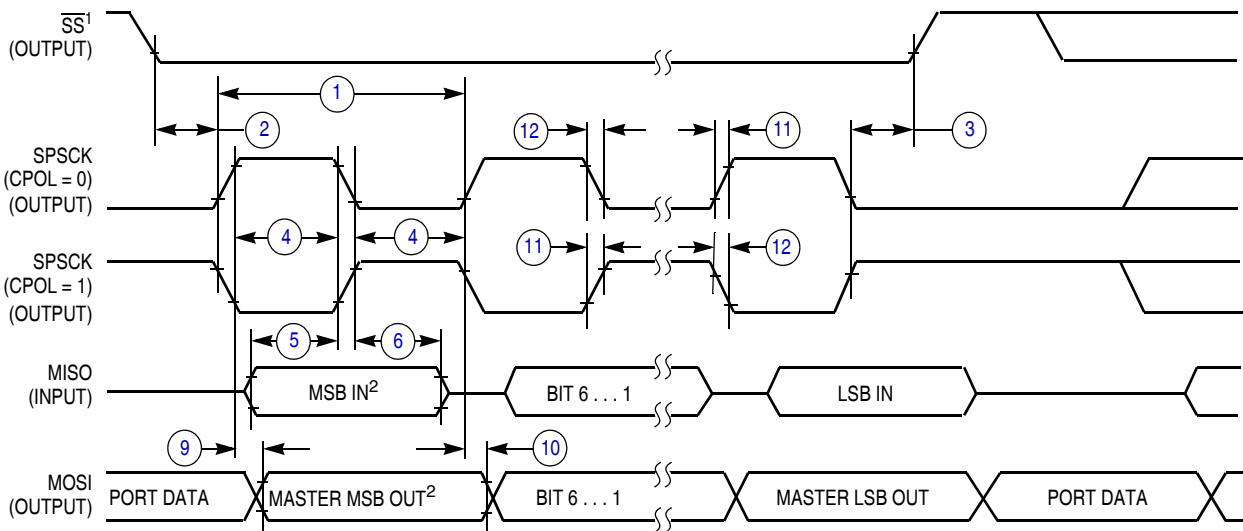 SS¹
(OUTPUT)
1
2
12
11
3
SPSCK
(CPOL = 0)
(OUTPUT)
4
4
SPSCK
(CPOL = 1)
(OUTPUT)
11
12
5
6
MISO
(INPUT)
MSB IN²
BIT 6 . . . 1
LSB IN
9
10
MOSI
(OUTPUT)
PORT DATA
MASTER MSB OUT²
BIT 6 . . . 1
MASTER LSB OUT
PORT DATA